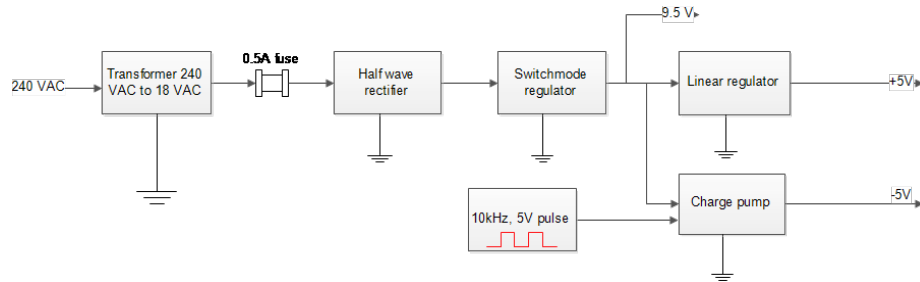 9.5 V
0.5A fuse
240 VAC
Transformer 240
VAC to 18 VAC
Half wave
rectifier
Switchmode
regulator
Linear regulator
+5V
10kHz, 5V pulse
Charge pump
-5V